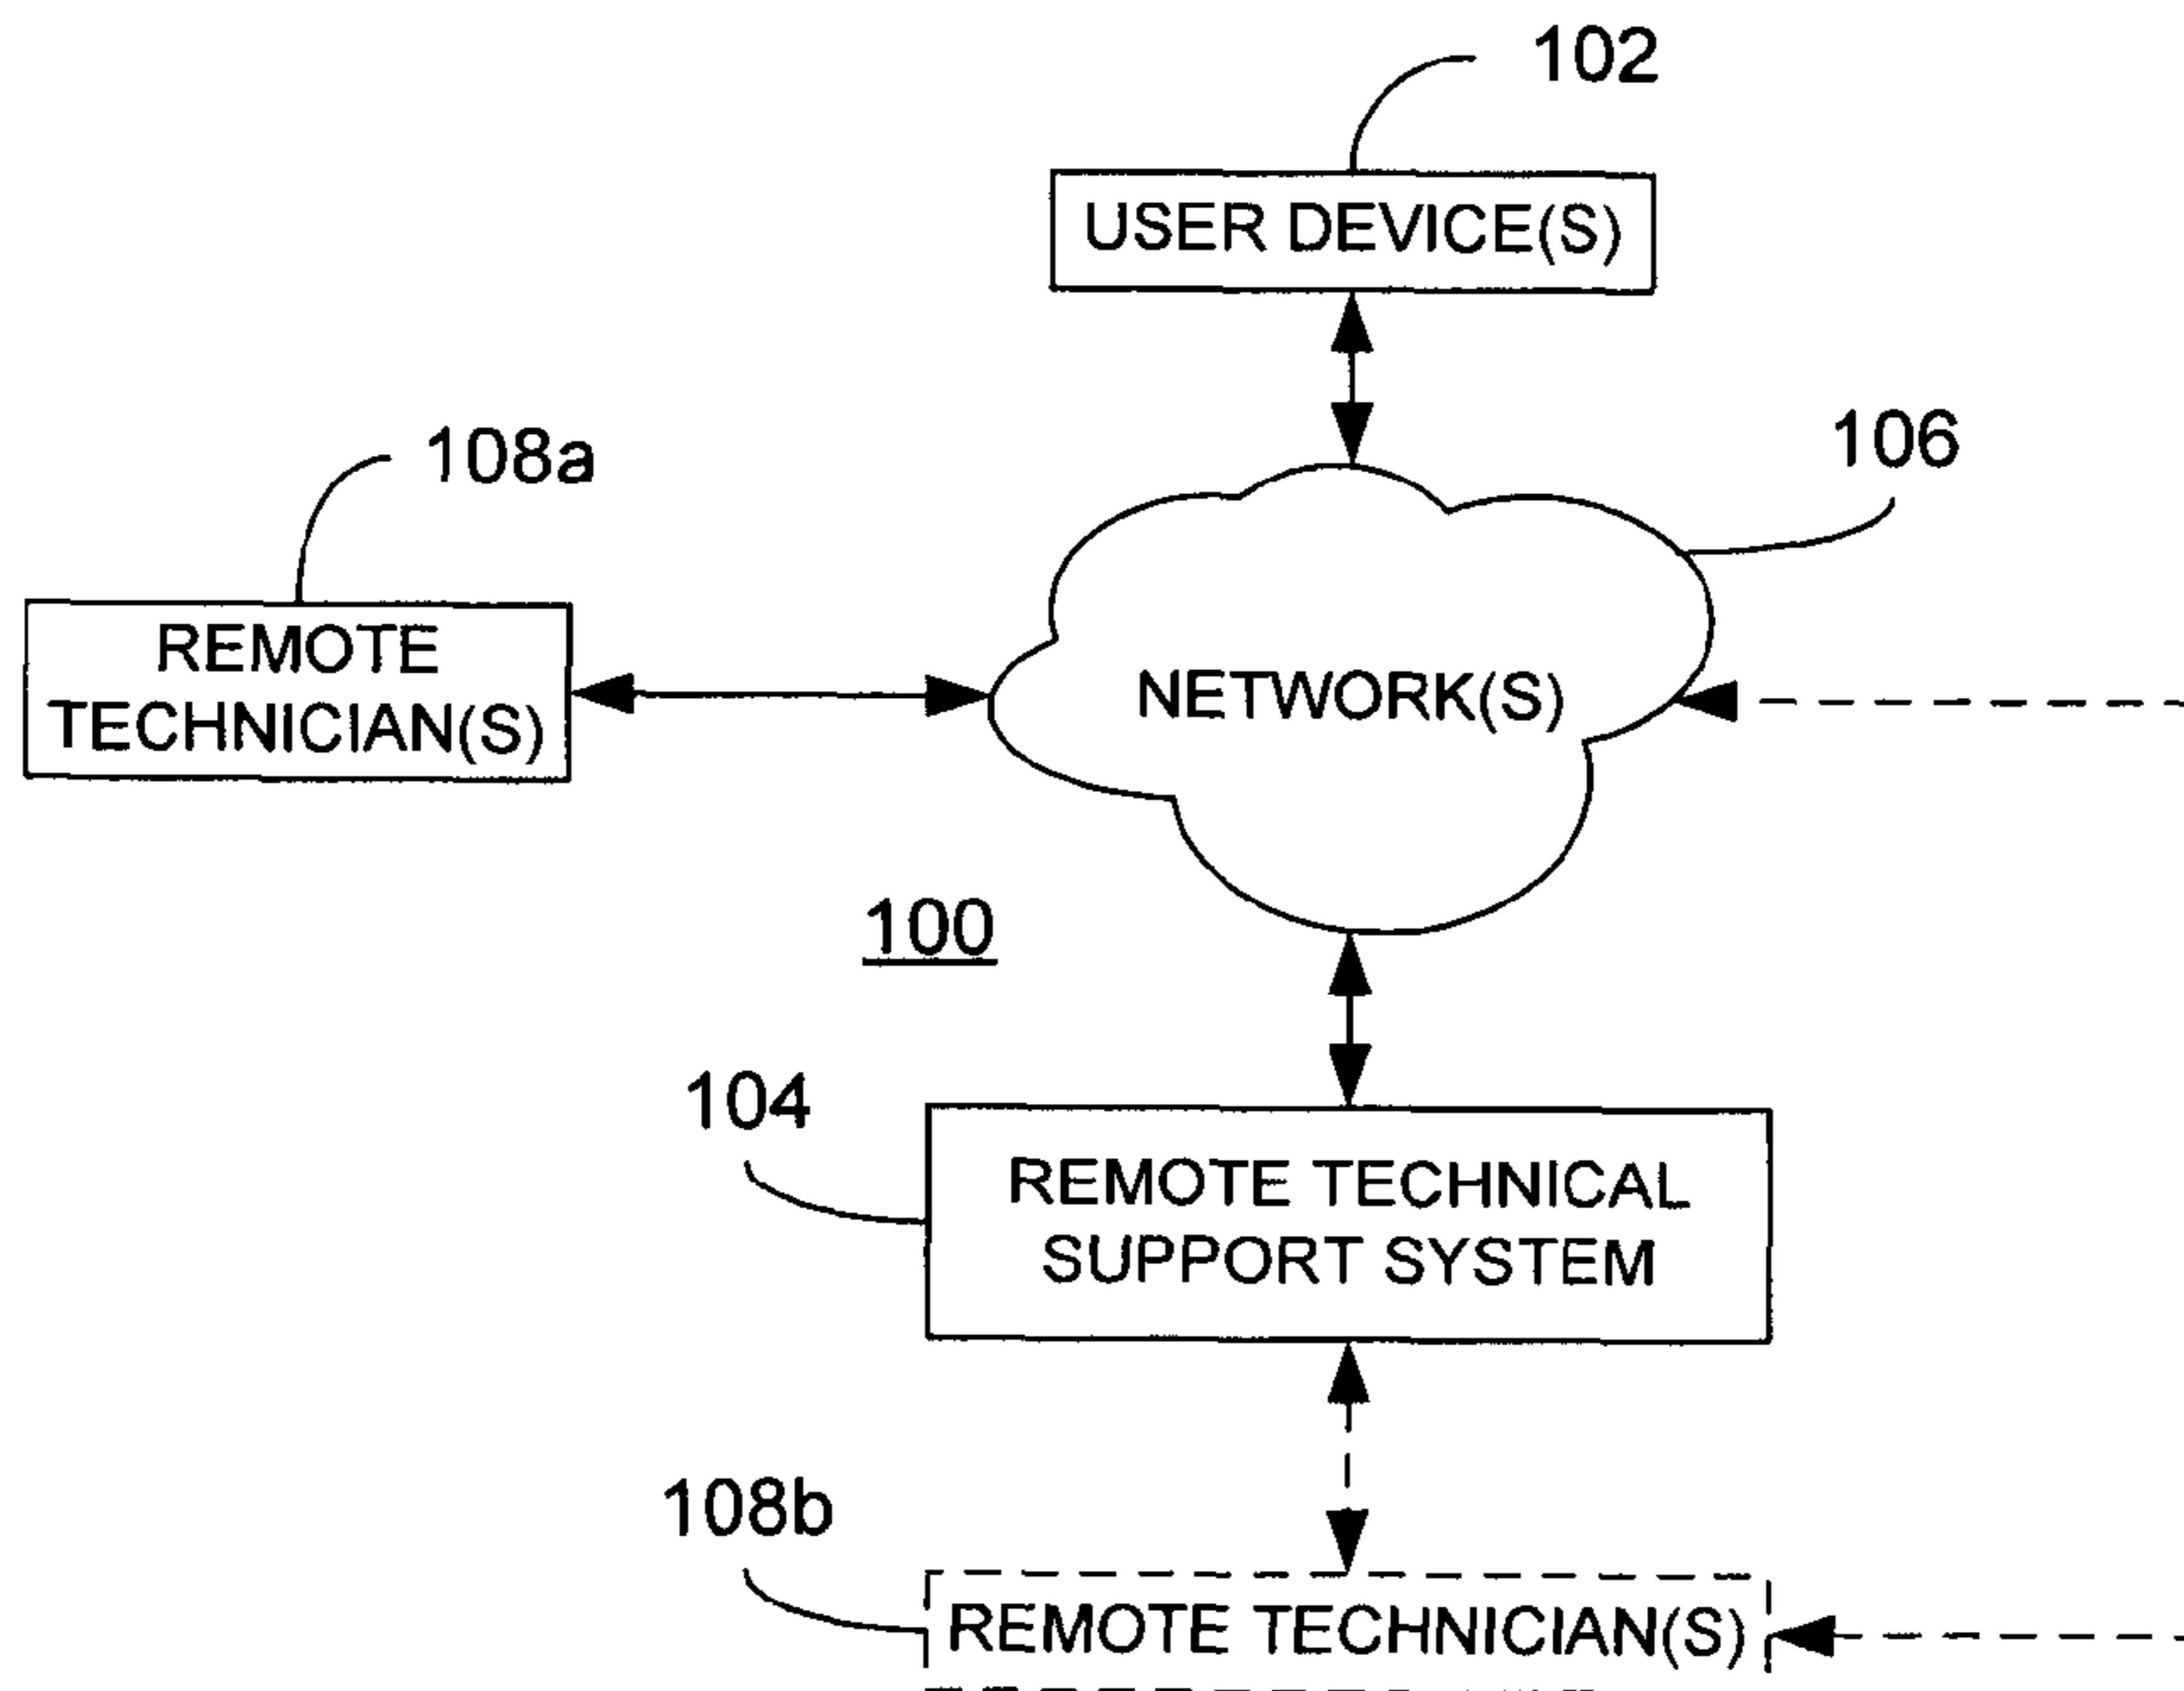 102
USER DEVICE(S)
106
108a
REMOTE
TECHNICIAN(S)
NETWORK(S)
100
104
REMOTE TECHNICAL
SUPPORT SYSTEM
108b
REMOTE TECHNICIAN(S)